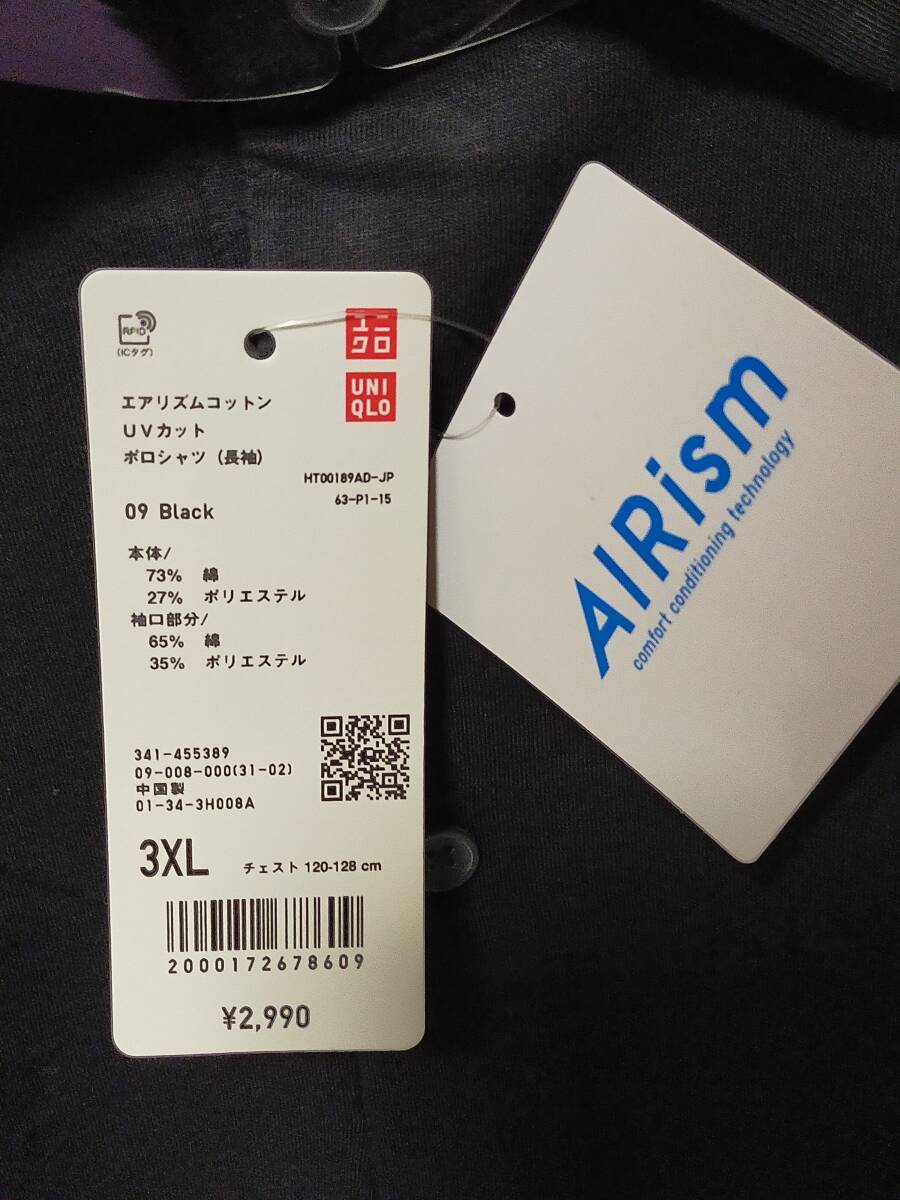 RFID
(ICタグ)
ユニ
クロ
UNI
QLO
エアリズムコットン
UVカット
ポロシャツ (長袖)
HT00189AD-JP
63-P1-15
09 Black
本体/
73% 綿
27% ポリエステル
袖口部分/
65% 綿
35% ポリエステル
341-455389
09-008-000(31-02)
中国製
01-34-3H008A
3XL チェスト 120-128 cm
2000172678609
¥2,990
AIRism
comfort conditioning technology